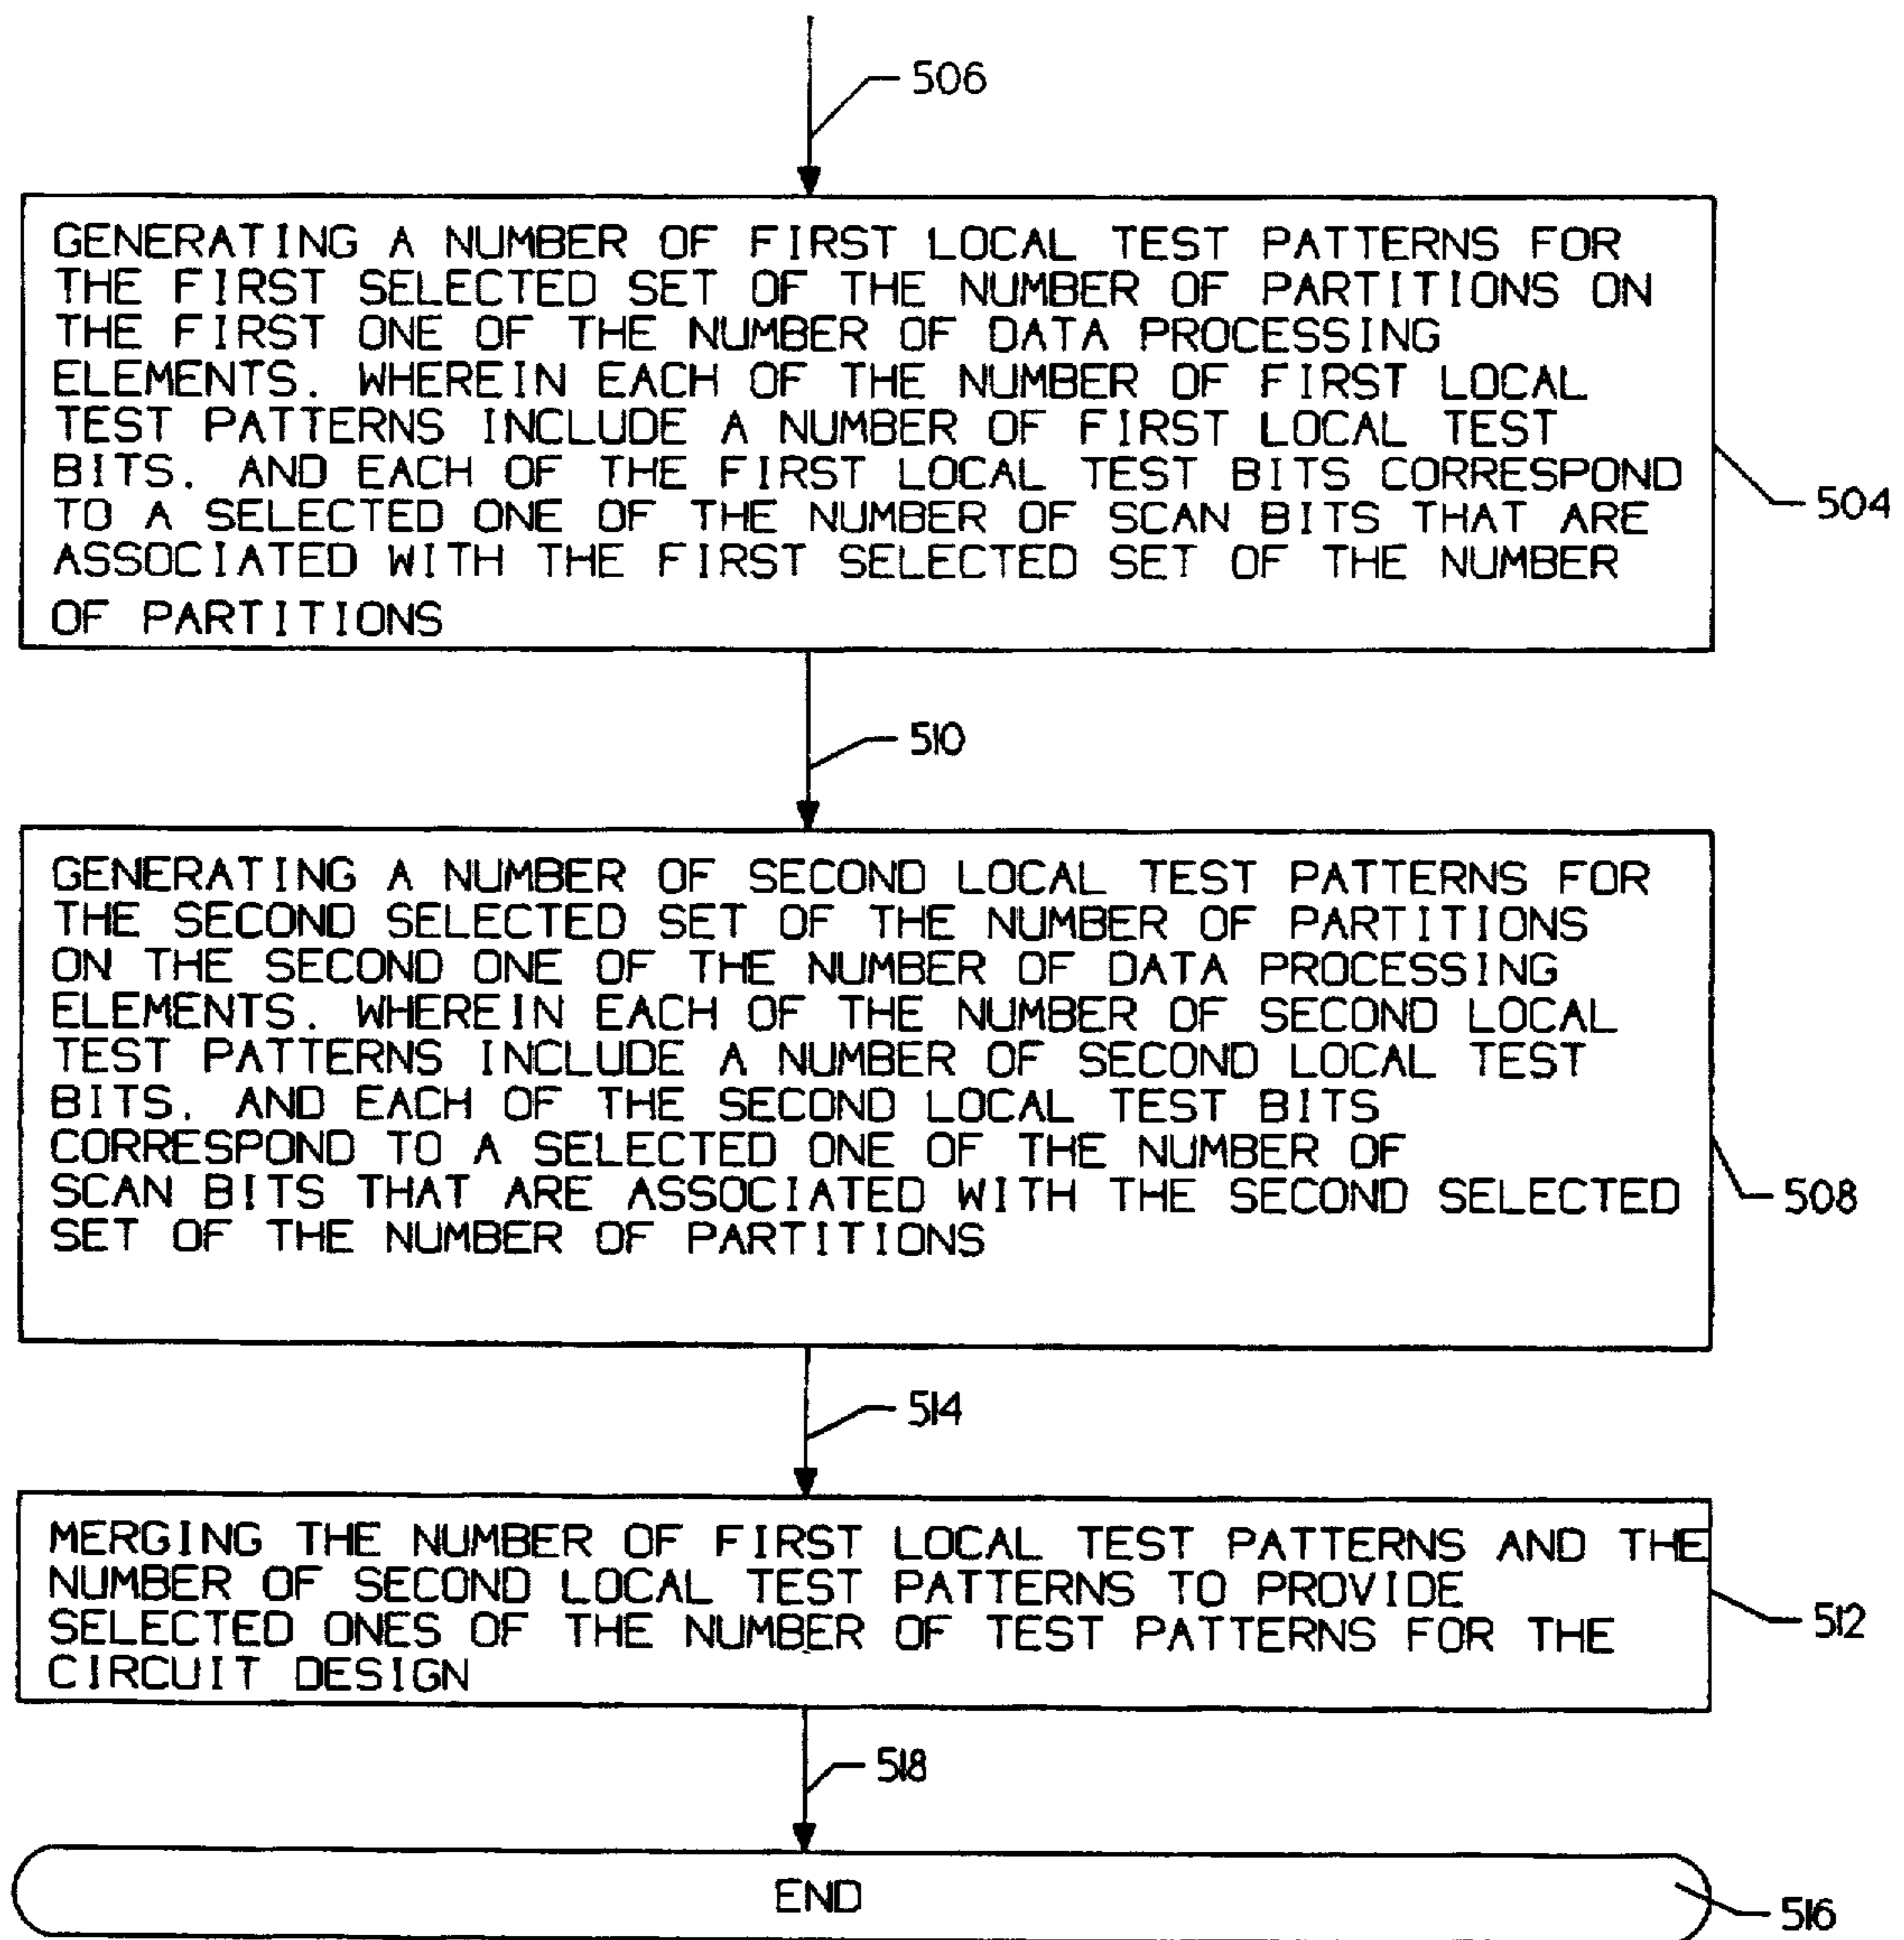 506
GENERATING A NUMBER OF FIRST LOCAL TEST PATTERNS FOR
THE FIRST SELECTED SET OF THE NUMBER OF PARTITIONS ON
THE FIRST ONE OF THE NUMBER OF DATA PROCESSING
ELEMENTS. WHEREIN EACH OF THE NUMBER OF FIRST LOCAL
TEST PATTERNS INCLUDE A NUMBER OF FIRST LOCAL TEST
BITS. AND EACH OF THE FIRST LOCAL TEST BITS CORRESPOND
TO A SELECTED ONE OF THE NUMBER OF SCAN BITS THAT ARE
ASSOCIATED WITH THE FIRST SELECTED SET OF THE NUMBER
OF PARTITIONS
504
510
GENERATING A NUMBER OF SECOND LOCAL TEST PATTERNS FOR
THE SECOND SELECTED SET OF THE NUMBER OF PARTITIONS
ON THE SECOND ONE OF THE NUMBER OF DATA PROCESSING
ELEMENTS. WHEREIN EACH OF THE NUMBER OF SECOND LOCAL
TEST PATTERNS INCLUDE A NUMBER OF SECOND LOCAL TEST
BITS. AND EACH OF THE SECOND LOCAL TEST BITS
CORRESPOND TO A SELECTED ONE OF THE NUMBER OF
SCAN BITS THAT ARE ASSOCIATED WITH THE SECOND SELECTED
SET OF THE NUMBER OF PARTITIONS
508
514
MERGING THE NUMBER OF FIRST LOCAL TEST PATTERNS AND THE
NUMBER OF SECOND LOCAL TEST PATTERNS TO PROVIDE
SELECTED ONES OF THE NUMBER OF TEST PATTERNS FOR THE
CIRCUIT DESIGN
512
518
END
516